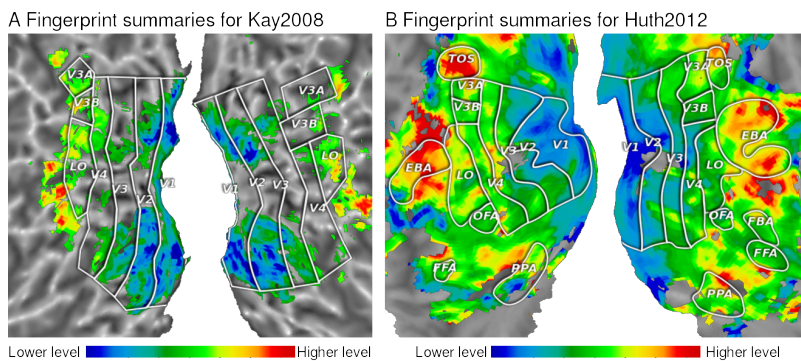 A Fingerprint summaries for Kay2008
V3A
V3B
LO
V4
V3
V2
V1
V3A
V3B
LO
V1
V2
V3
V4
Lower level
Higher level
B Fingerprint summaries for Huth2012
TOS
V3A
V3B
V3
V2
V1
EBA
LO
V4
OFA
FFA
PPA
V3A
TOS
V3B
EBA
V1
V2
V3
LO
V4
OFA
FBA
FFA
PPA
Lower level
Higher level